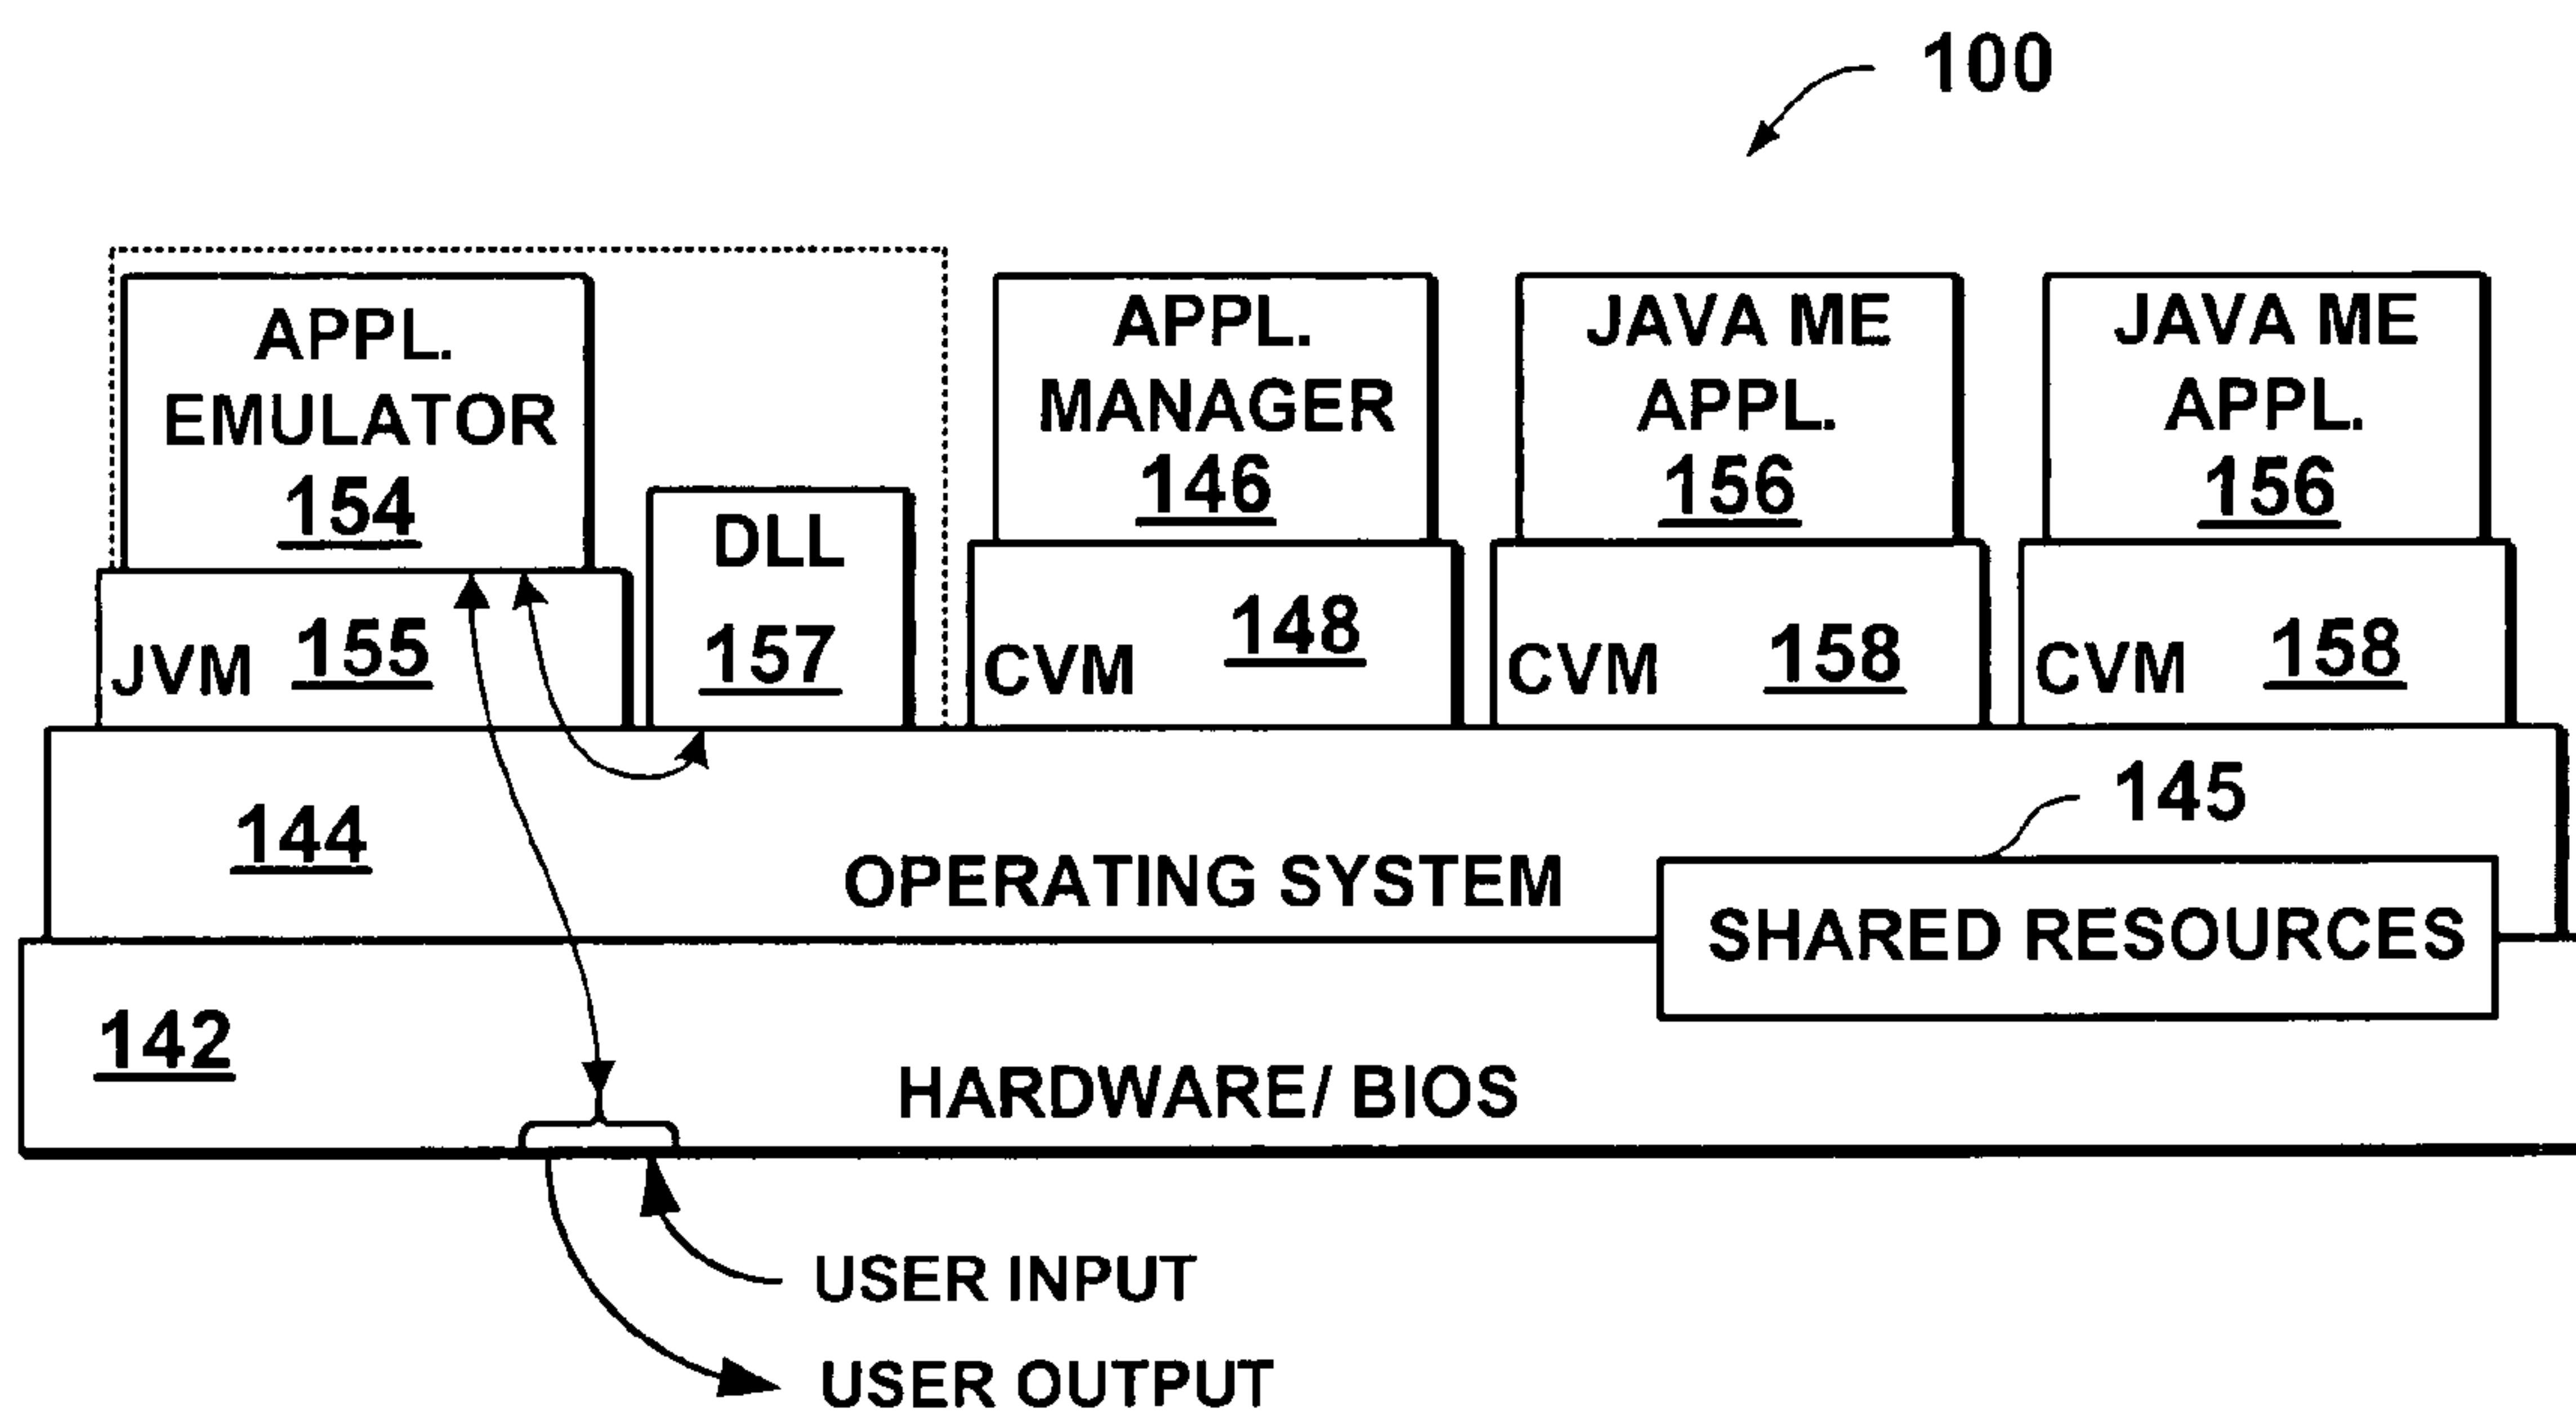 100
APPL.
EMULATOR
154
JVM 155
DLL
157
APPL.
MANAGER
146
CVM 148
JAVA ME
APPL.
156
CVM 158
JAVA ME
APPL.
156
CVM 158
144
OPERATING SYSTEM
145
SHARED RESOURCES
142
HARDWARE/ BIOS
USER INPUT
USER OUTPUT